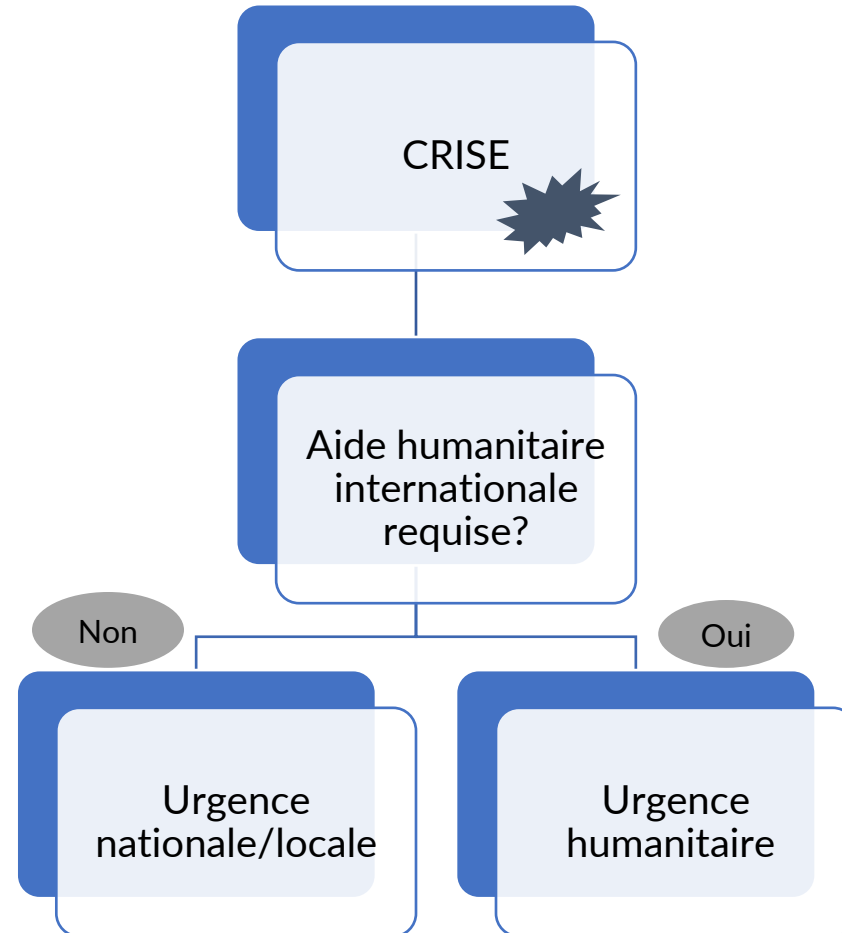 CRISE
Aide humanitaire
internationale
requise?
Non
Oui
Urgence
nationale/locale
Urgence
humanitaire